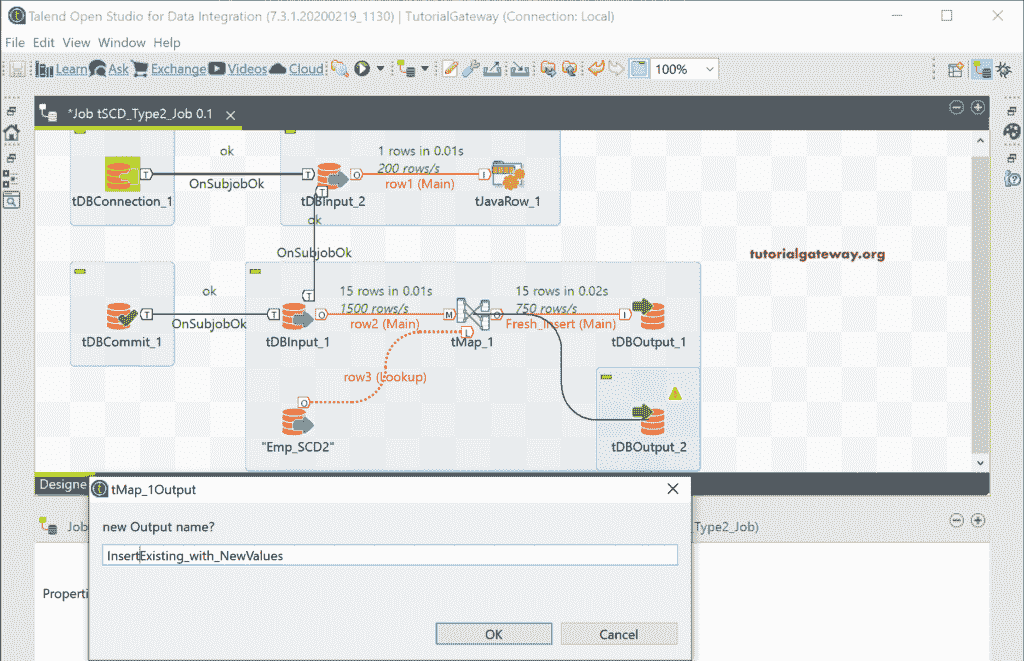 Talend Open Studio for Data Integration (7.3.1.20200219_1130) | TutorialGateway (Connection: Local)
File Edit View Window Help
Learn Ask Exchange Videos Cloud 100%
*Job tSCD_Type2_Job 0.1
ok
1 rows in 0.01s
200 rows/s
T T O I
OnSubjobOk
row1 (Main)
tDBConnection_1
tDBInput_2
tJavaRow_1
T
ok
OnSubjobOk
tutorialgateway.org
T
ok
15 rows in 0.01s
15 rows in 0.02s
1500 rows/s
750 rows/s
T T O M O I
OnSubjobOk
row2 (Main)
Fresh_Insert (Main)
tDBCommit_1
tDBInput_1
tMap_1
tDBOutput_1
row3 (Lookup)
O
"Emp_SCD2"
tDBOutput_2
Designe
tMap_1Output
Job
_Type2_Job)
new Output name?
InsertExisting_with_NewValues
Properti
OK
Cancel